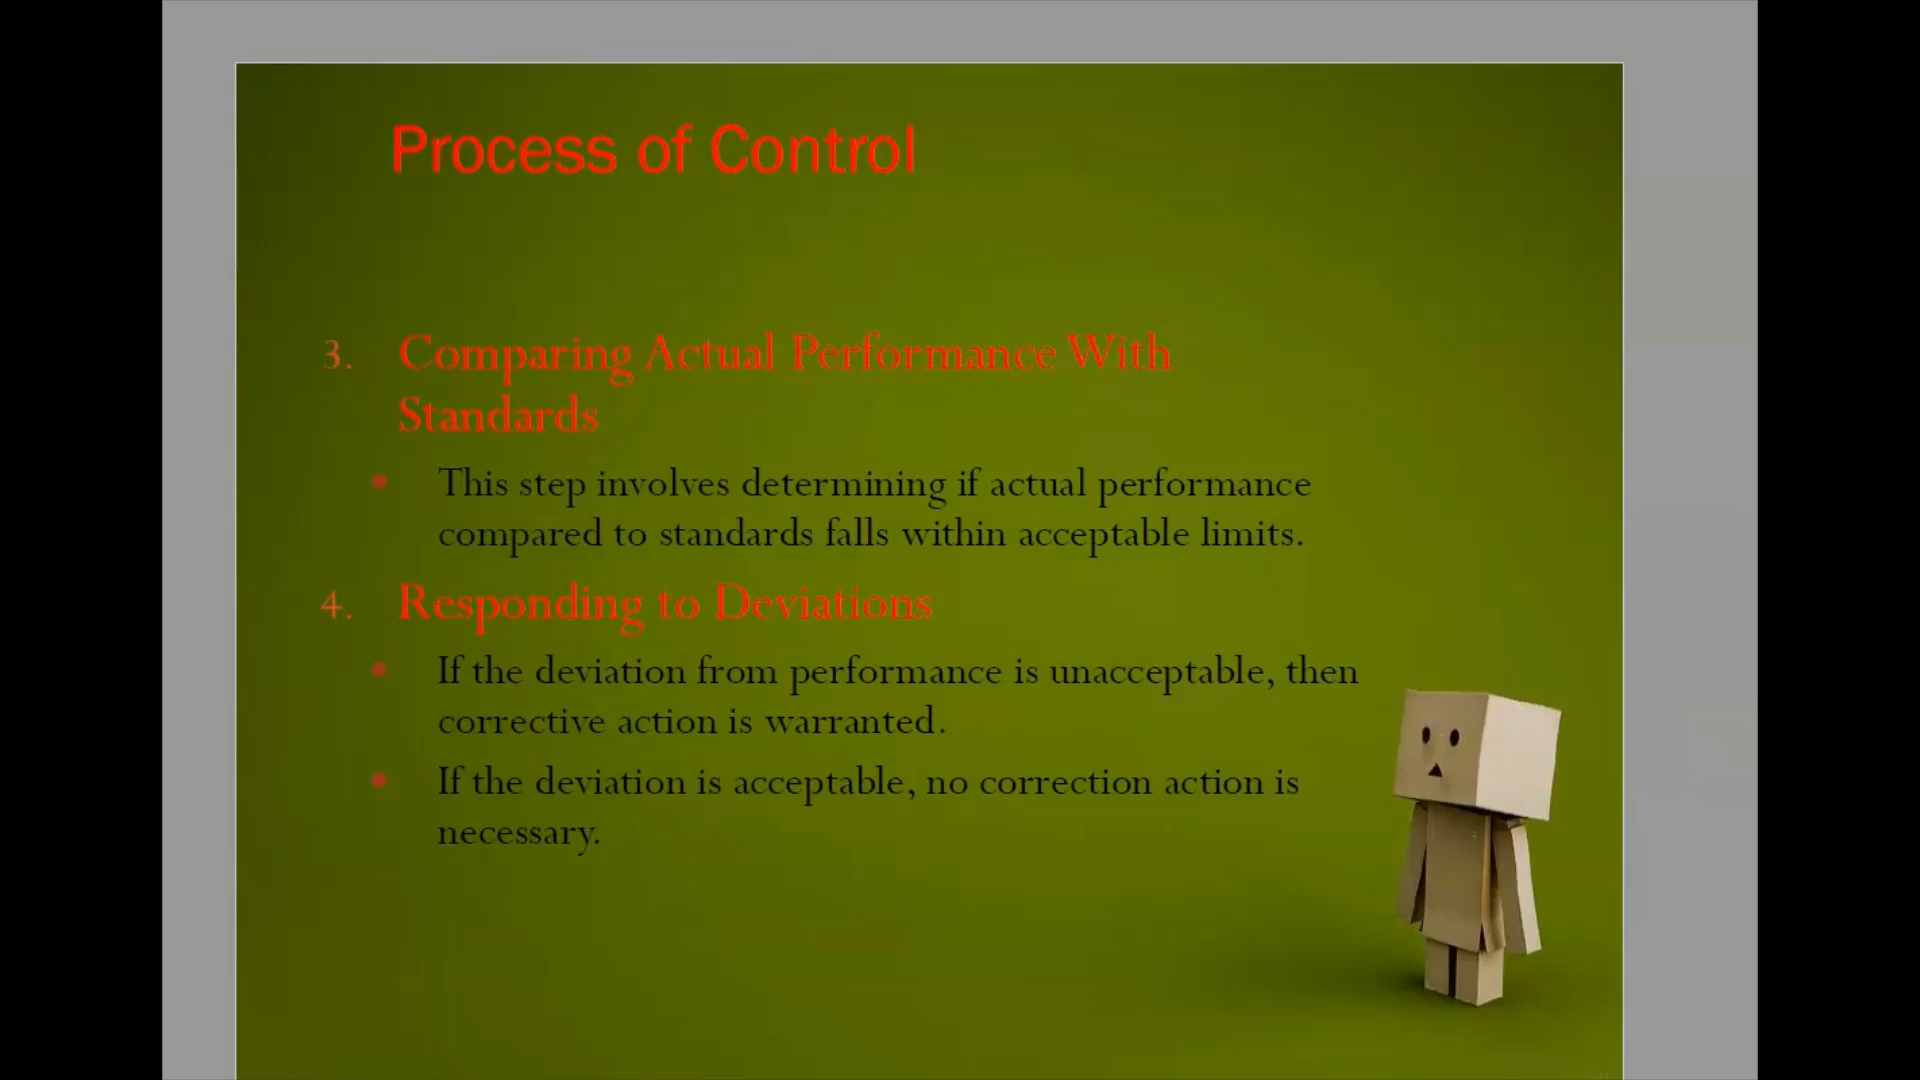 Process of Control
3. Comparing Actual Performance With
Standards
• This step involves determining if actual performance
compared to standards falls within acceptable limits.
4. Responding to Deviations
• If the deviation from performance is unacceptable, then
corrective action is warranted.
• If the deviation is acceptable, no correction action is
necessary.